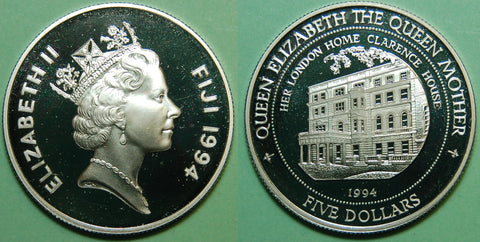 ELIZABETH II
FIJI 1994
QUEEN ELIZABETH THE QUEEN MOTHER
HER LONDON HOME CLARENCE HOUSE
1994
FIVE DOLLARS